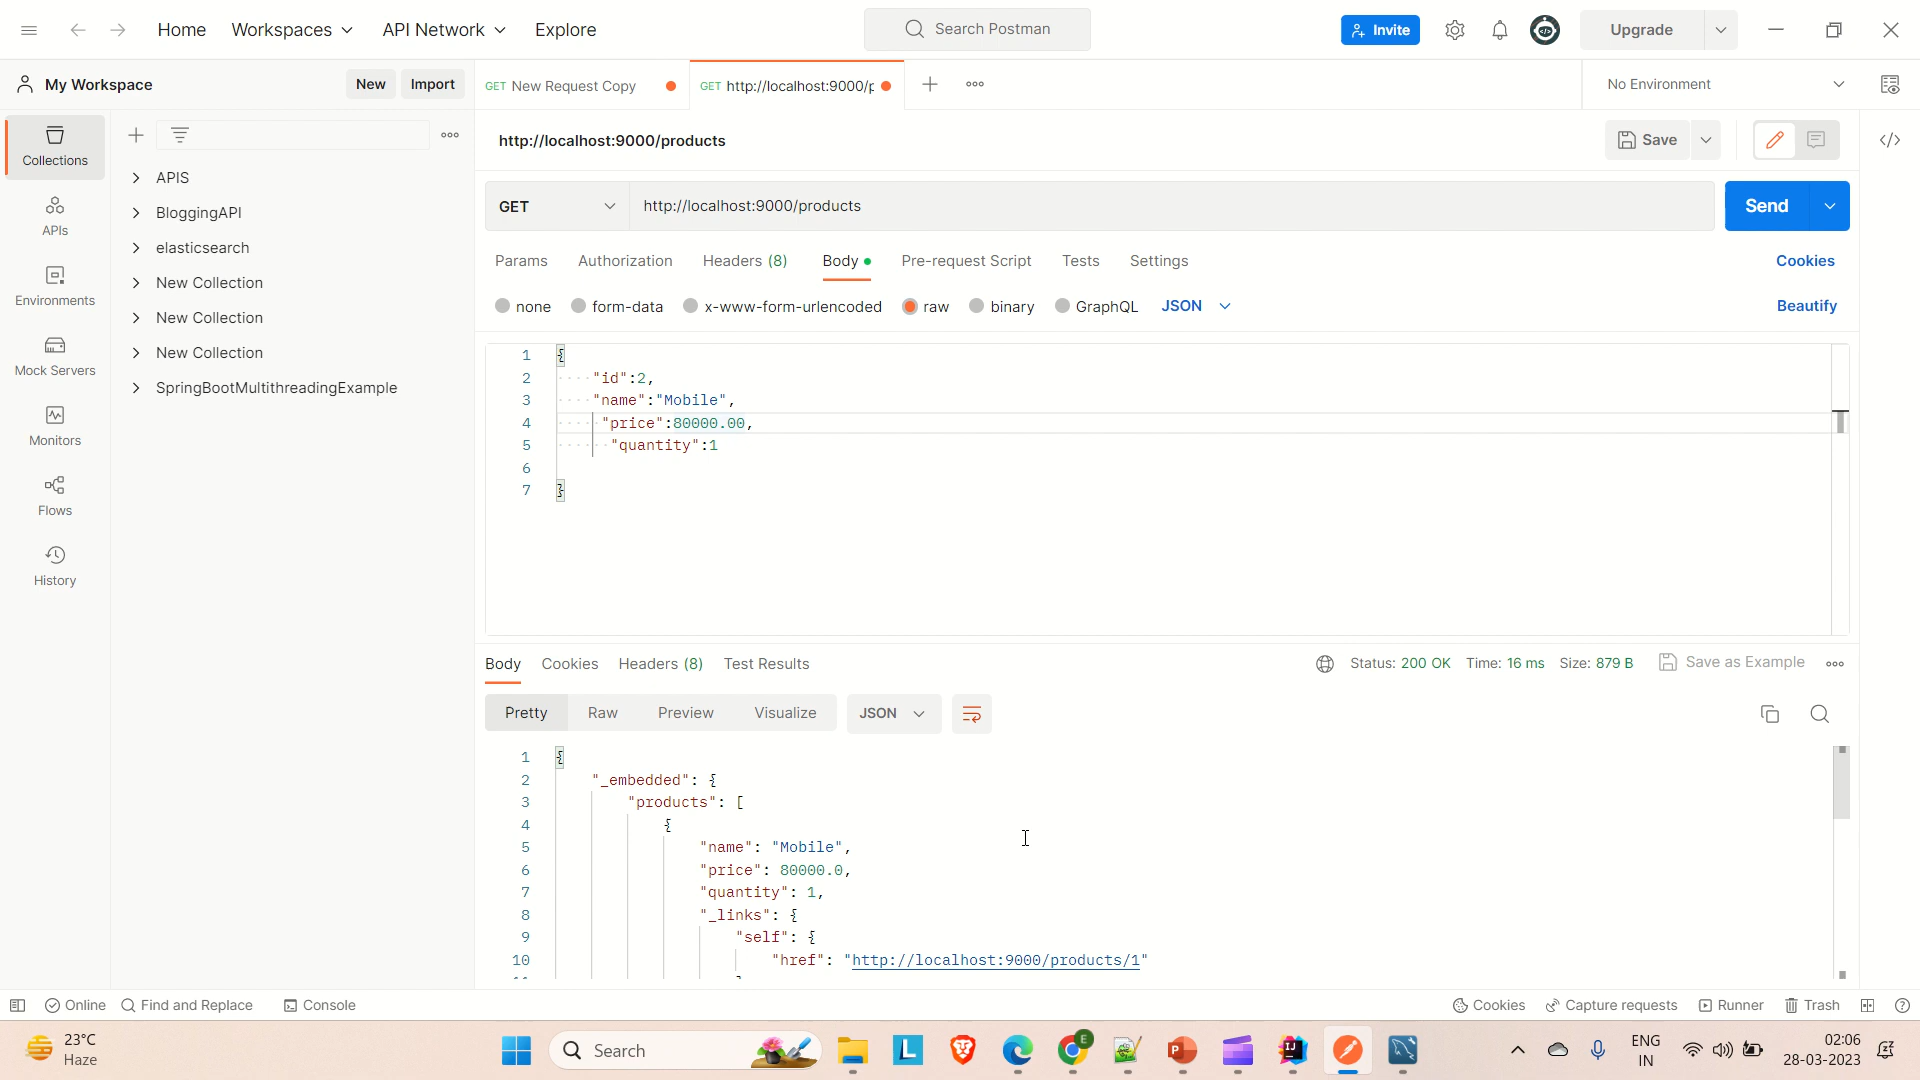 Home Workspaces API Network Explore Search Postman Invite Upgrade
My Workspace New Import GET New Request Copy GET http://localhost:9000/p No Environment
Collections
APIs
Environments
Mock Servers
Monitors
Flows
History
APIS
BloggingAPI
elasticsearch
New Collection
New Collection
New Collection
SpringBootMultithreadingExample
http://localhost:9000/products Save
GET http://localhost:9000/products Send
Params Authorization Headers (8) Body Pre-request Script Tests Settings Cookies
none form-data x-www-form-urlencoded raw binary GraphQL JSON Beautify
1 {
2 "id":2,
3 "name":"Mobile",
4 "price":80000.00,
5 "quantity":1
6
7 }
Body Cookies Headers (8) Test Results Status: 200 OK Time: 16 ms Size: 879 B Save as Example
Pretty Raw Preview Visualize JSON
1 {
2 "_embedded": {
3 "products": [
4 {
5 "name": "Mobile",
6 "price": 80000.0,
7 "quantity": 1,
8 "_links": {
9 "self": {
10 "href": "http://localhost:9000/products/1"
Online Find and Replace Console Cookies Capture requests Runner Trash
23°C
Haze
Search
ENG
IN
02:06
28-03-2023